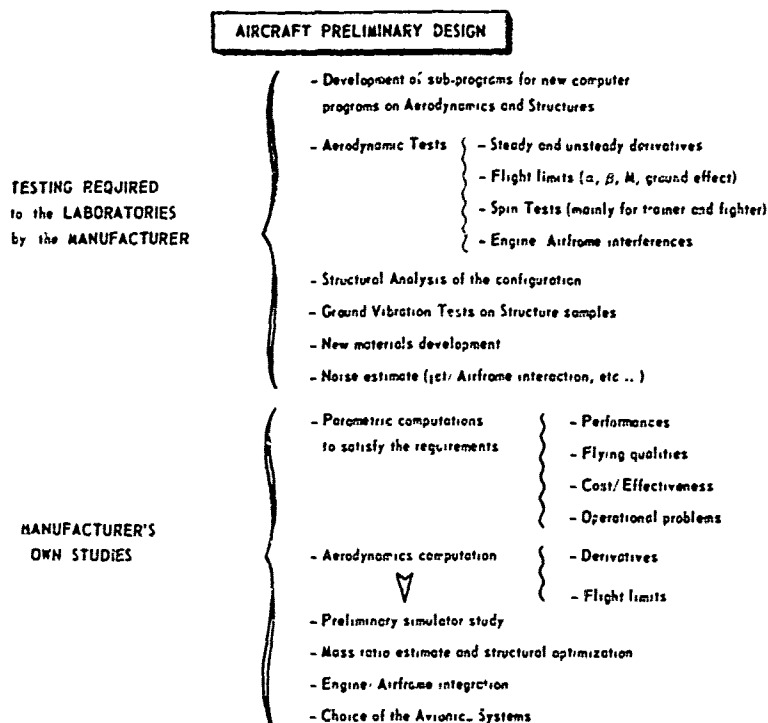 AIRCRAFT PRELIMINARY DESIGN
- Development of sub-programs for new computer
programs on Aerodynamics and Structures
- Aerodynamic Tests
- Steady and unsteady derivatives
- Flight limits (α, β, M, ground effect)
- Spin Tests (mainly for trainer and fighter)
- Engine Airframe interferences
TESTING REQUIRED
to the LABORATORIES
by the MANUFACTURER
- Structural Analysis of the configuration
- Ground Vibration Tests on Structure samples
- New materials development
- Noise estimate (jet/ Airframe interaction, etc ..)
- Parametric computations
to satisfy the requirements
- Performances
- Flying qualities
- Cost/ Effectiveness
- Operational problems
MANUFACTURER'S
OWN STUDIES
- Aerodynamics computation
- Derivatives
- Flight limits
- Preliminary simulator study
- Mass ratio estimate and structural optimization
- Engine/ Airframe integration
- Choice of the Avionic_ Systems